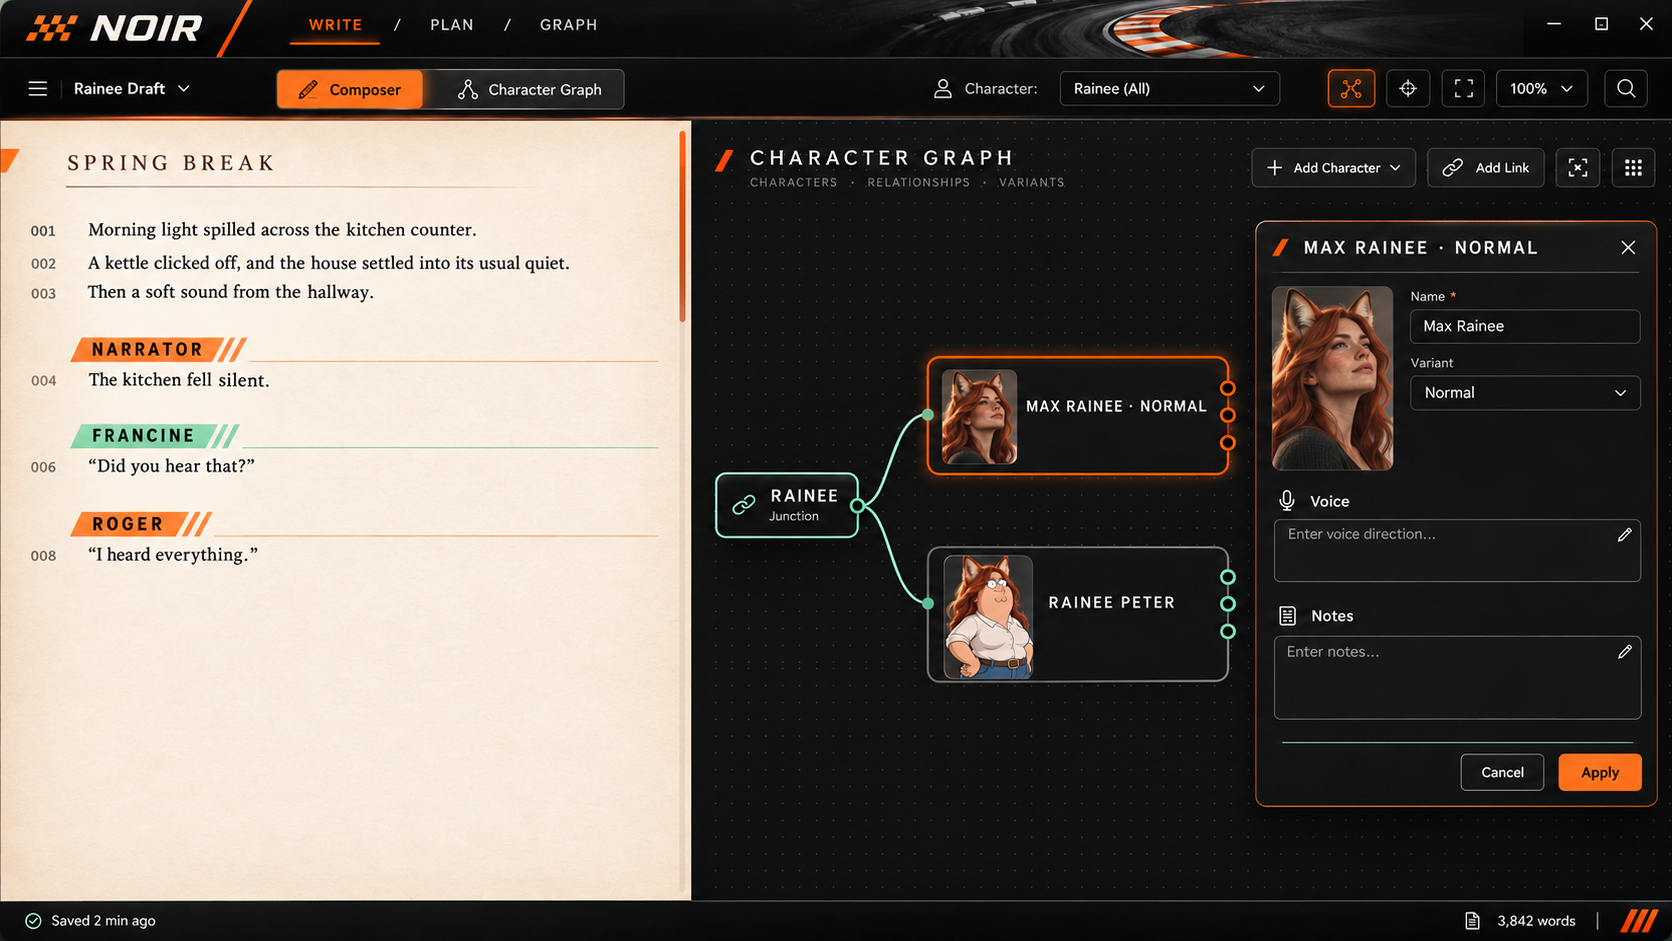 NOIR
WRITE / PLAN / GRAPH
Rainee Draft
Composer
Character Graph
Character:
Rainee (All)
100%
SPRING BREAK
001 Morning light spilled across the kitchen counter.
002 A kettle clicked off, and the house settled into its usual quiet.
003 Then a soft sound from the hallway.
NARRATOR
004 The kitchen fell silent.
FRANCINE
006 “Did you hear that?”
ROGER
008 “I heard everything.”
CHARACTER GRAPH
CHARACTERS · RELATIONSHIPS · VARIANTS
Add Character
Add Link
RAINEE
Junction
MAX RAINEE · NORMAL
RAINEE PETER
MAX RAINEE · NORMAL
Name *
Max Rainee
Variant
Normal
Voice
Enter voice direction...
Notes
Enter notes...
Cancel
Apply
Saved 2 min ago
3,842 words